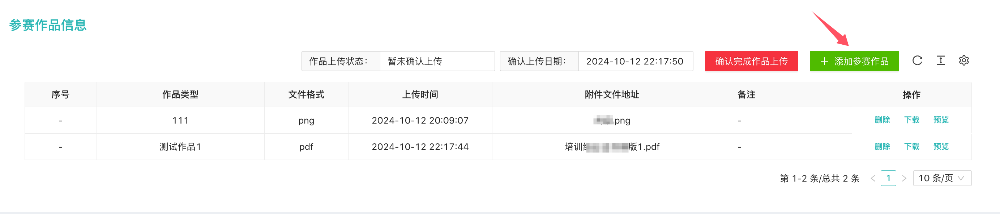 参赛作品信息
作品上传状态: 暂未确认上传 确认上传日期: 2024-10-12 22:17:50 确认完成作品上传 + 添加参赛作品
序号 作品类型 文件格式 上传时间 附件文件地址 备注 操作
- 111 png 2024-10-12 20:09:07 .png - 删除 下载 预览
- 测试作品1 pdf 2024-10-12 22:17:44 培训 版1.pdf - 删除 下载 预览
第 1-2 条/总共 2 条 < 1 > 10 条/页